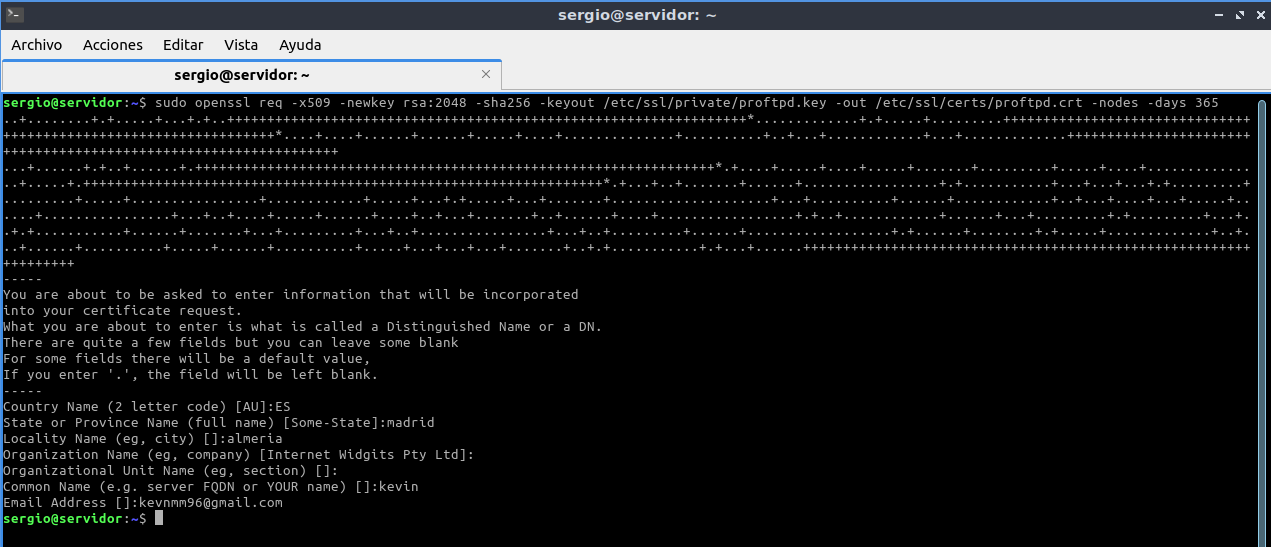 sergio@servidor: ~
Archivo Acciones Editar Vista Ayuda
sergio@servidor: ~
sergio@servidor:~$ sudo openssl req -x509 -newkey rsa:2048 -sha256 -keyout /etc/ssl/private/proftpd.key -out /etc/ssl/certs/proftpd.crt -nodes -days 365
-----
You are about to be asked to enter information that will be incorporated
into your certificate request.
What you are about to enter is what is called a Distinguished Name or a DN.
There are quite a few fields but you can leave some blank
For some fields there will be a default value,
If you enter '.', the field will be left blank.
-----
Country Name (2 letter code) [AU]:ES
State or Province Name (full name) [Some-State]:madrid
Locality Name (eg, city) []:almeria
Organization Name (eg, company) [Internet Widgits Pty Ltd]:
Organizational Unit Name (eg, section) []:
Common Name (e.g. server FQDN or YOUR name) []:kevin
Email Address []:kevnmm96@gmail.com
sergio@servidor:~$